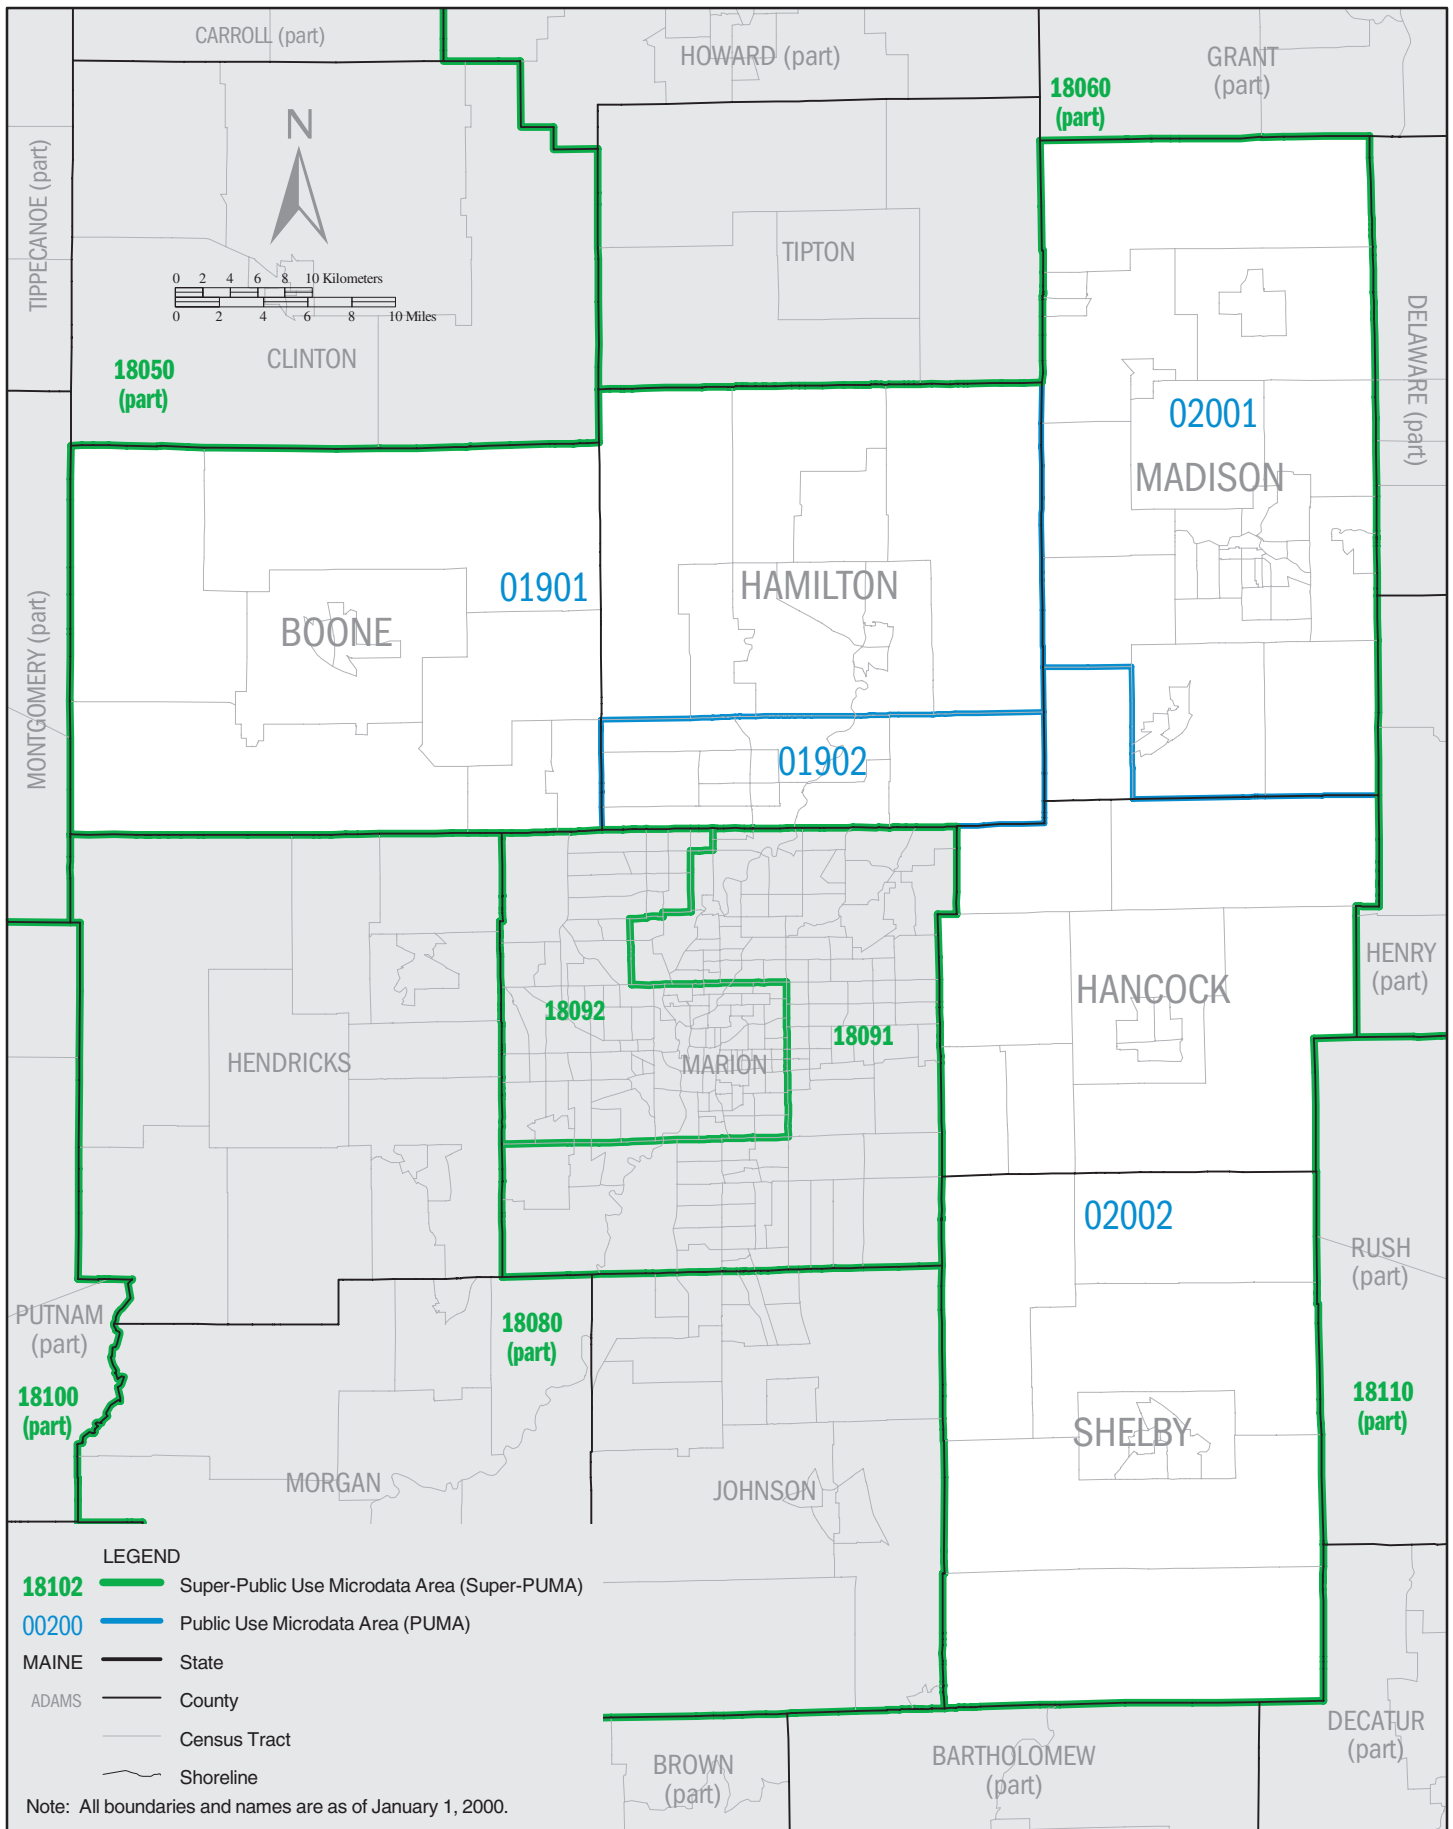 CARROLL (part)
HOWARD (part)
GRANT
(part)
18060
(part)
N
TIPPECANOE (part)
TIPTON
0 2 4 6 8 10 Kilometers
0 2 4 6 8 10 Miles
CLINTON
18050
(part)
DELAWARE (part)
02001
MADISON
01901
HAMILTON
BOONE
MONTGOMERY (part)
01902
HENRY
(part)
HANCOCK
18092
18091
HENDRICKS
MARION
02002
RUSH
(part)
PUTNAM
(part)
18080
(part)
18100
(part)
18110
(part)
SHELBY
MORGAN
JOHNSON
LEGEND
18102 Super-Public Use Microdata Area (Super-PUMA)
00200 Public Use Microdata Area (PUMA)
MAINE State
ADAMS County
Census Tract
Shoreline
Note: All boundaries and names are as of January 1, 2000.
BROWN
(part)
BARTHOLOMEW
(part)
DECATUR
(part)